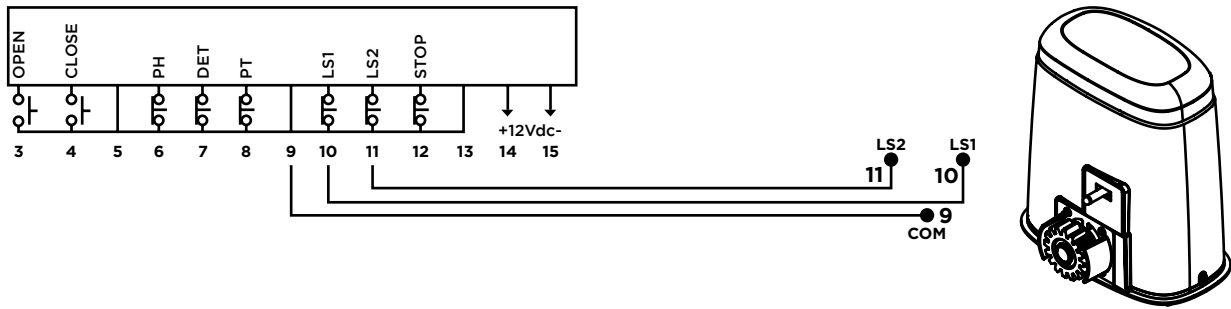 OPEN CLOSE PH DET PT LS1 LS2 STOP
+12Vdc-
3 4 5 6 7 8 9 10 11 12 13 14 15
LS2 LS1
11 10
9
COM